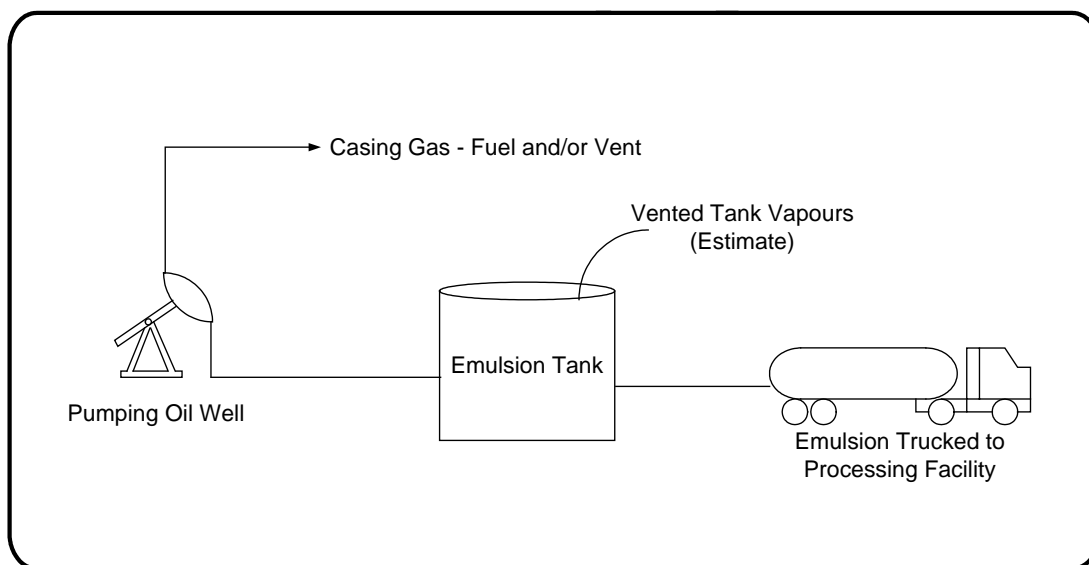 Casing Gas - Fuel and/or Vent
Vented Tank Vapours
(Estimate)
Emulsion Tank
Pumping Oil Well
Emulsion Trucked to
Processing Facility